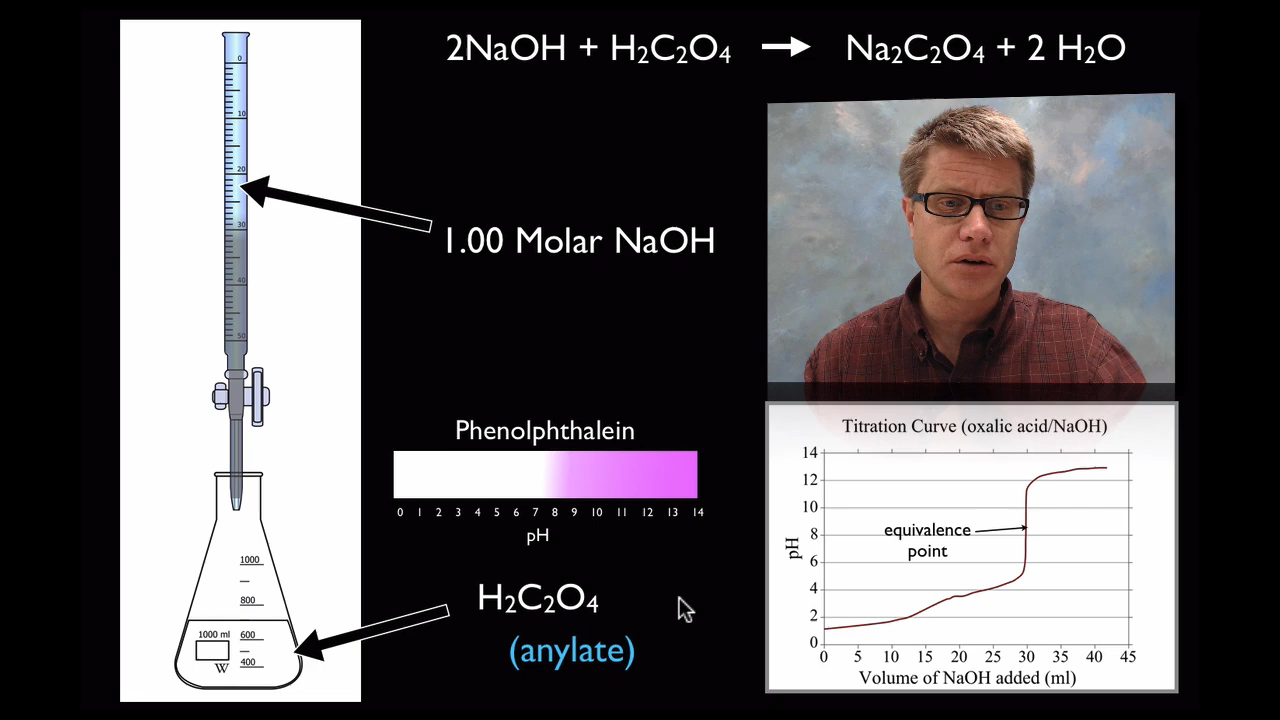 2NaOH + H₂C₂O₄ → Na₂C₂O₄ + 2 H₂O
0
10
20
30
40
50
1.00 Molar NaOH
Phenolphthalein
0 1 2 3 4 5 6 7 8 9 10 11 12 13 14
pH
1000
800
1000 ml
600
W
400
H₂C₂O₄
(anylate)
Titration Curve (oxalic acid/NaOH)
14
12
10
8
6
4
2
0
pH
equivalence
point
0 5 10 15 20 25 30 35 40 45
Volume of NaOH added (ml)